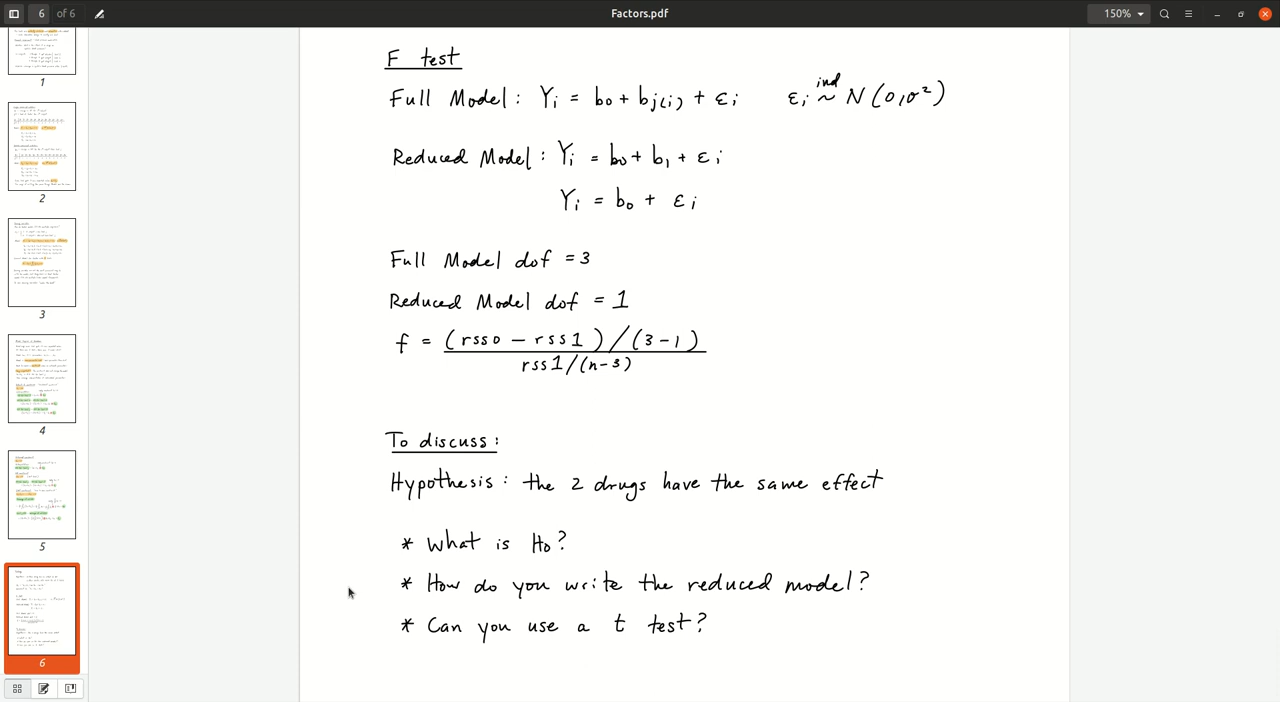 6 of 6
Factors.pdf
150%
1
2
3
4
5
6
F test
Full Model: Yi = b0 + bj(i) + εi εi ind ~ N(0,σ²)
Reduced Model: Yi = b0 + b1 + εi
Yi = b0 + εi
Full Model dof = 3
Reduced Model dof = 1
f = (rss0 - rss1)/(3-1)
rss1/(n-3)
To discuss:
Hypothesis: the 2 drugs have the same effect
* What is H0?
* How do you write the reduced model?
* Can you use a t test?